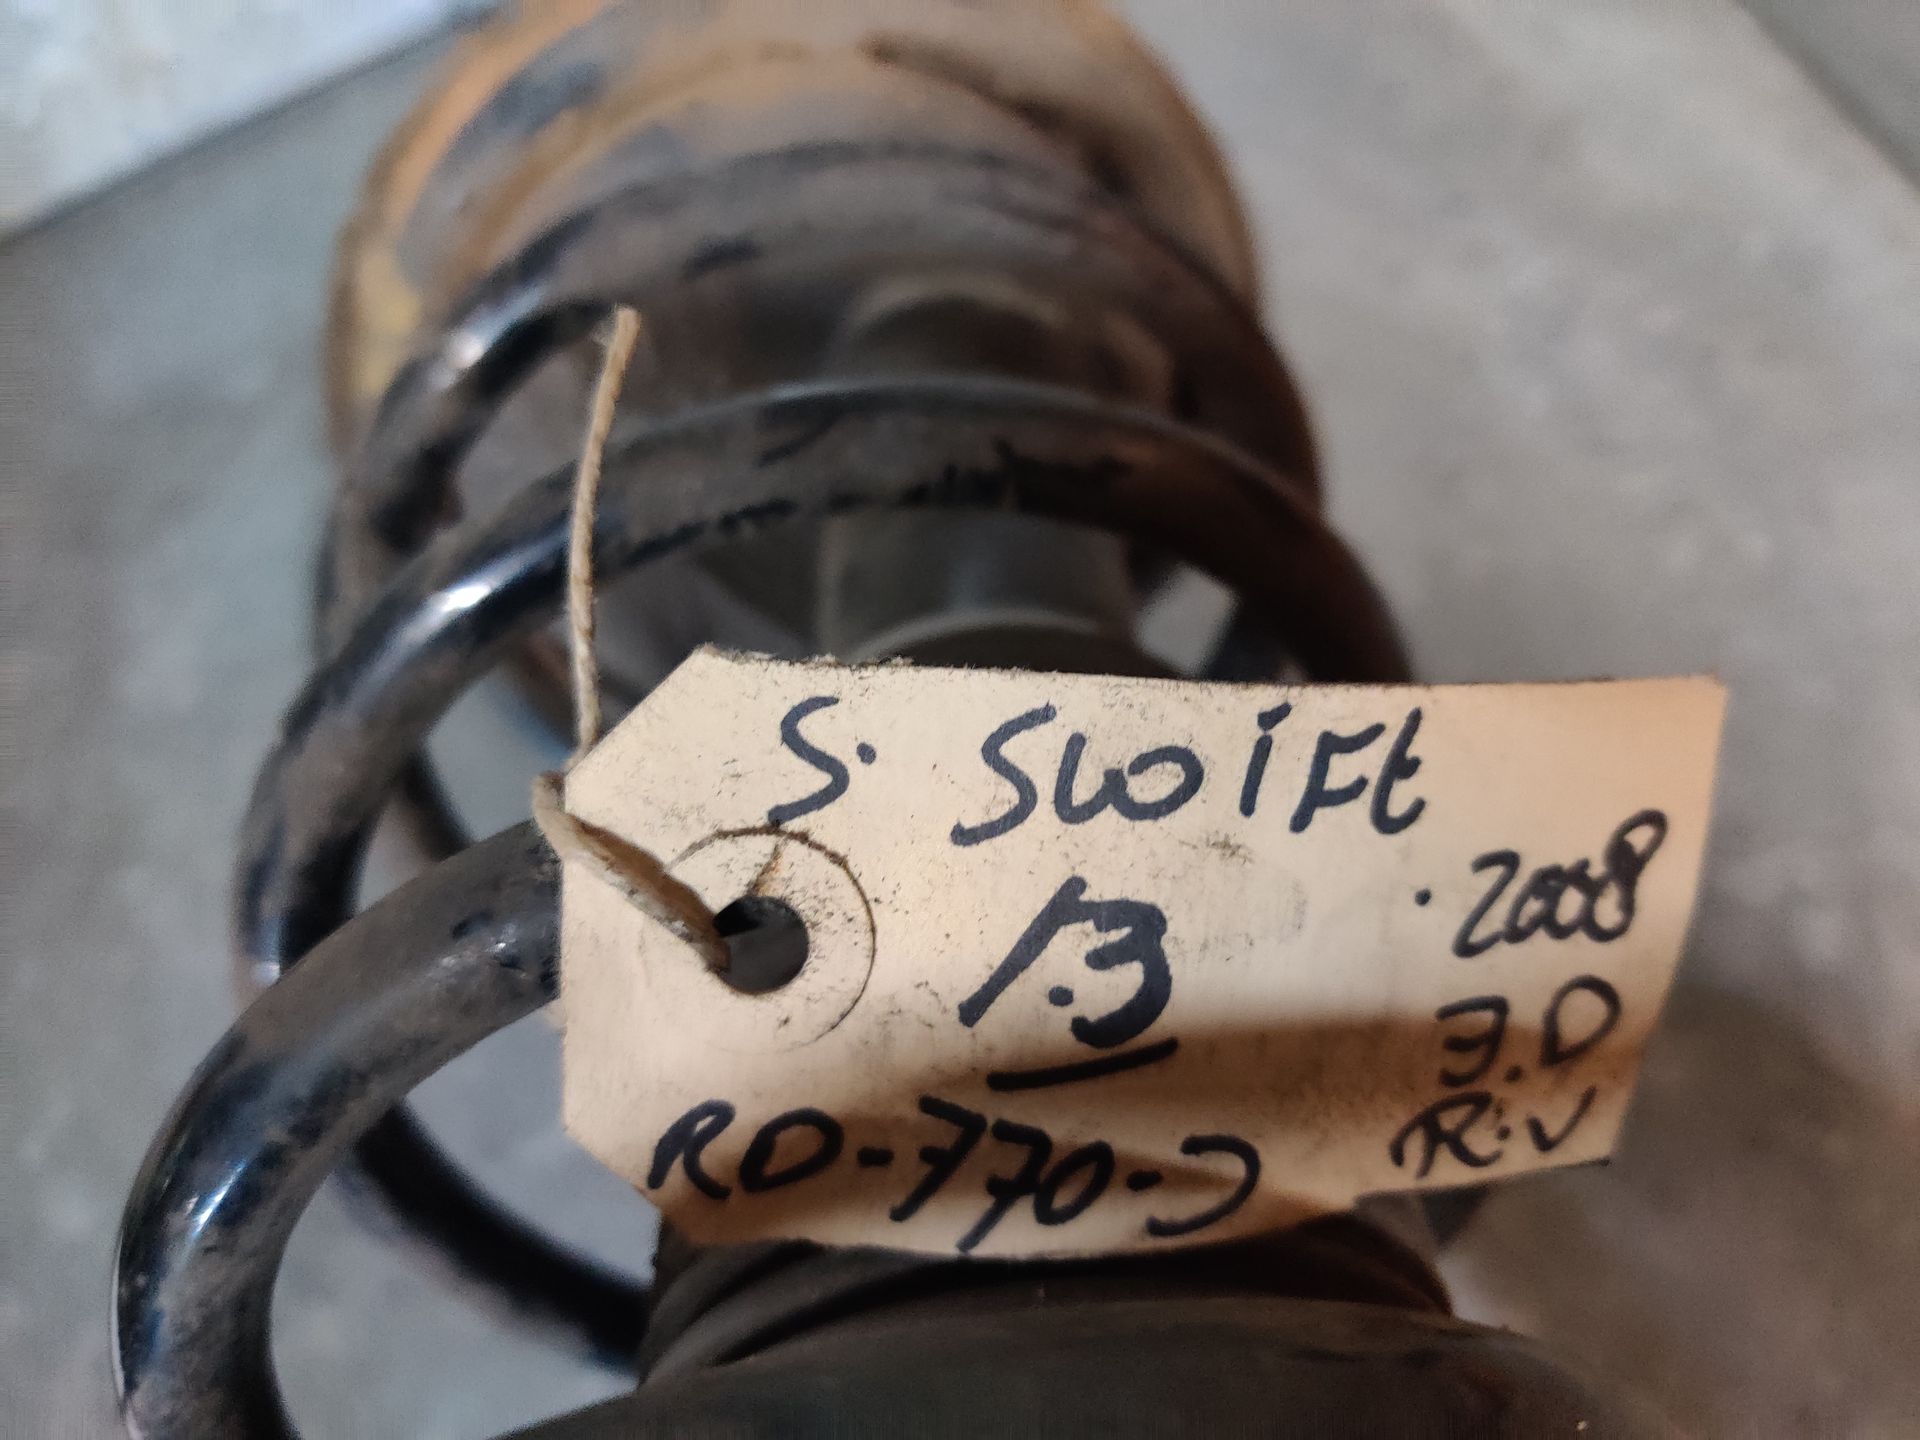 S. SWiFt
1.3
2008
3.D
R.V
RD-770-J